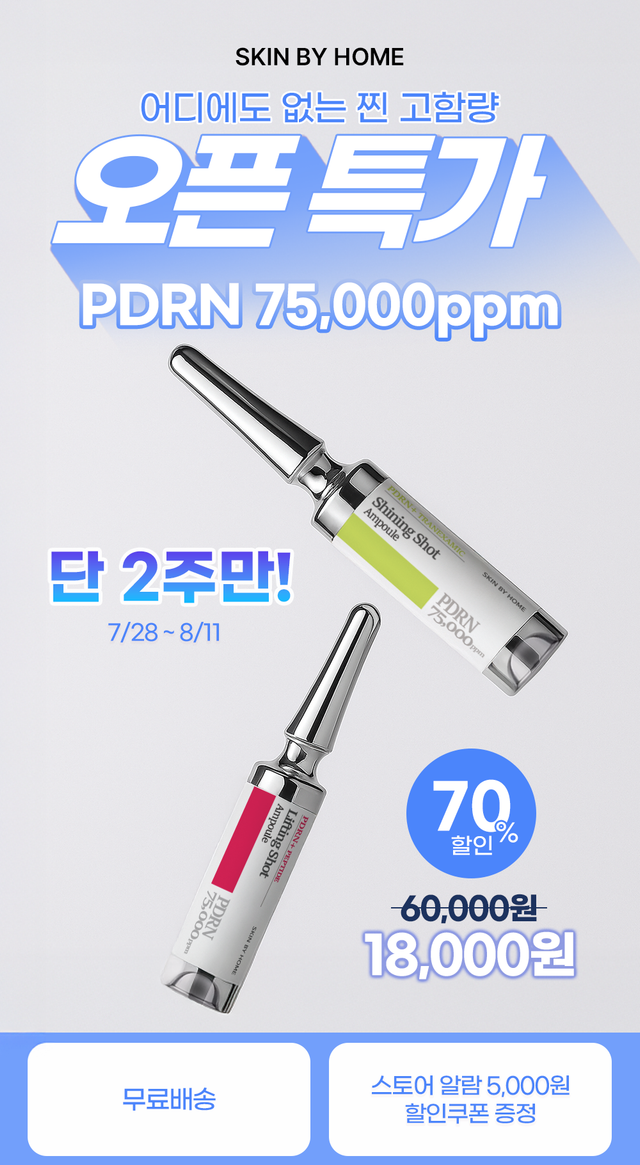 SKIN BY HOME
어디에도 없는 찐 고함량
오픈 특가
PDRN 75,000ppm
PDRN + TRANEXAMIC
Shining Shot
Ampoule
SKIN BY HOME
PDRN
75,000ppm
단 2주만!
7/28 ~ 8/11
PDRN + PEPTIDE
Lifting Shot
Ampoule
SKIN BY HOME
PDRN
75,000ppm
70%
할인
60,000원
18,000원
무료배송
스토어 알람 5,000원
할인쿠폰 증정